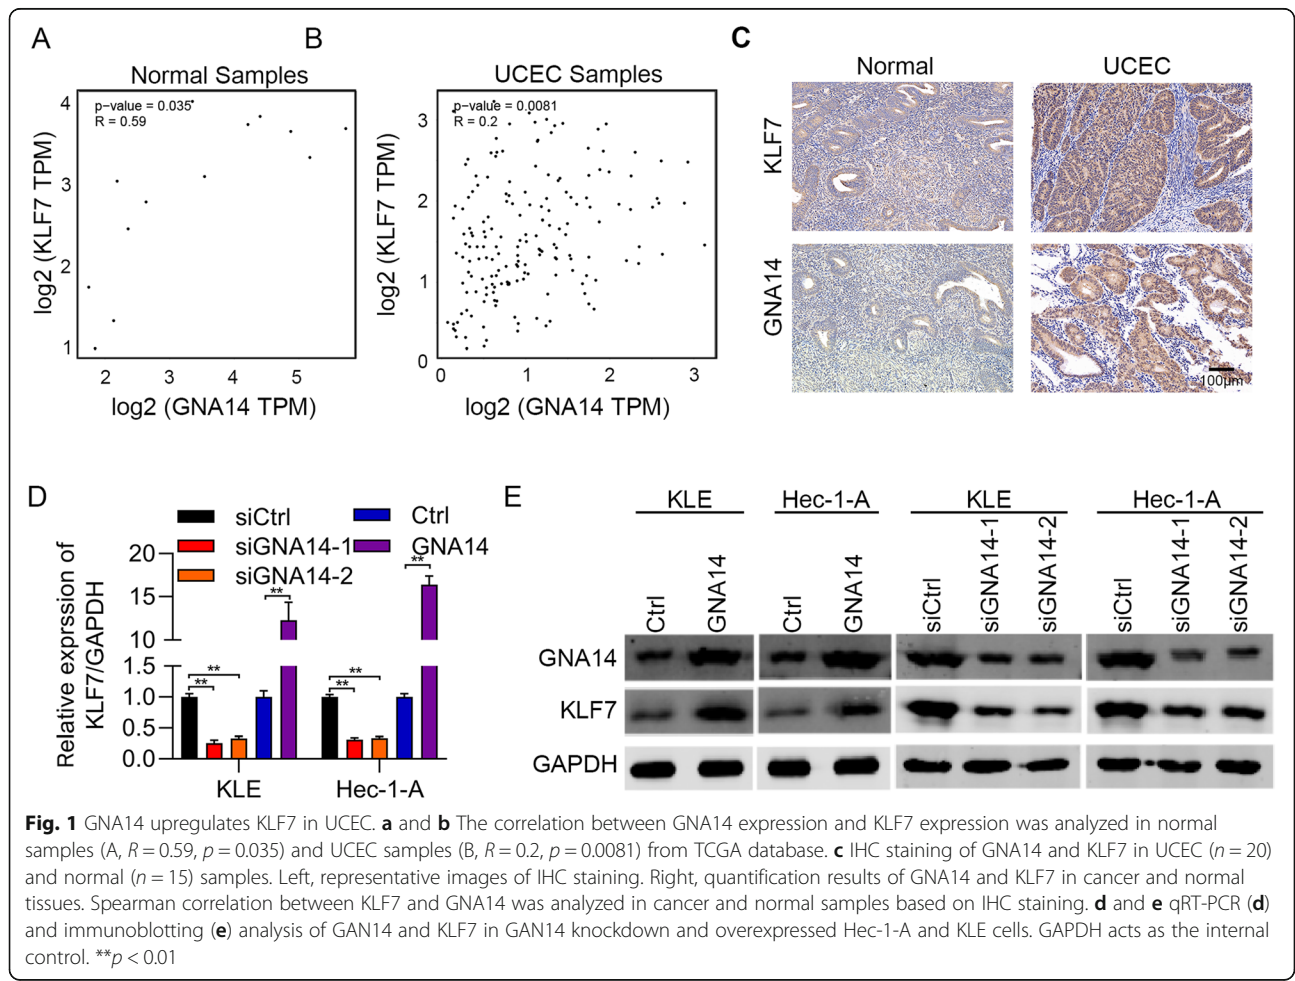 A
Normal Samples
p-value = 0.035
R = 0.59
4
3
2
1
log2 (KLF7 TPM)
2 3 4 5
log2 (GNA14 TPM)
B
UCEC Samples
p-value = 0.0081
R = 0.2
3
2
1
0
log2 (KLF7 TPM)
0 1 2 3
log2 (GNA14 TPM)
C
Normal UCEC
KLF7
GNA14
100μm
D
siCtrl
siGNA14-1
siGNA14-2
Ctrl
GNA14
Relative exprssion of
KLF7/GAPDH
20
15
10
1.5
1.0
0.5
0.0
** ** ** ** ** **
KLE Hec-1-A
E
KLE Hec-1-A KLE Hec-1-A
Ctrl GNA14 Ctrl GNA14 siCtrl siGNA14-1 siGNA14-2 siCtrl siGNA14-1 siGNA14-2
GNA14
KLF7
GAPDH
Fig. 1 GNA14 upregulates KLF7 in UCEC. a and b The correlation between GNA14 expression and KLF7 expression was analyzed in normal
samples (A, R = 0.59, p = 0.035) and UCEC samples (B, R = 0.2, p = 0.0081) from TCGA database. c IHC staining of GNA14 and KLF7 in UCEC (n = 20)
and normal (n = 15) samples. Left, representative images of IHC staining. Right, quantification results of GNA14 and KLF7 in cancer and normal
tissues. Spearman correlation between KLF7 and GNA14 was analyzed in cancer and normal samples based on IHC staining. d and e qRT-PCR (d)
and immunoblotting (e) analysis of GAN14 and KLF7 in GAN14 knockdown and overexpressed Hec-1-A and KLE cells. GAPDH acts as the internal
control. **p < 0.01